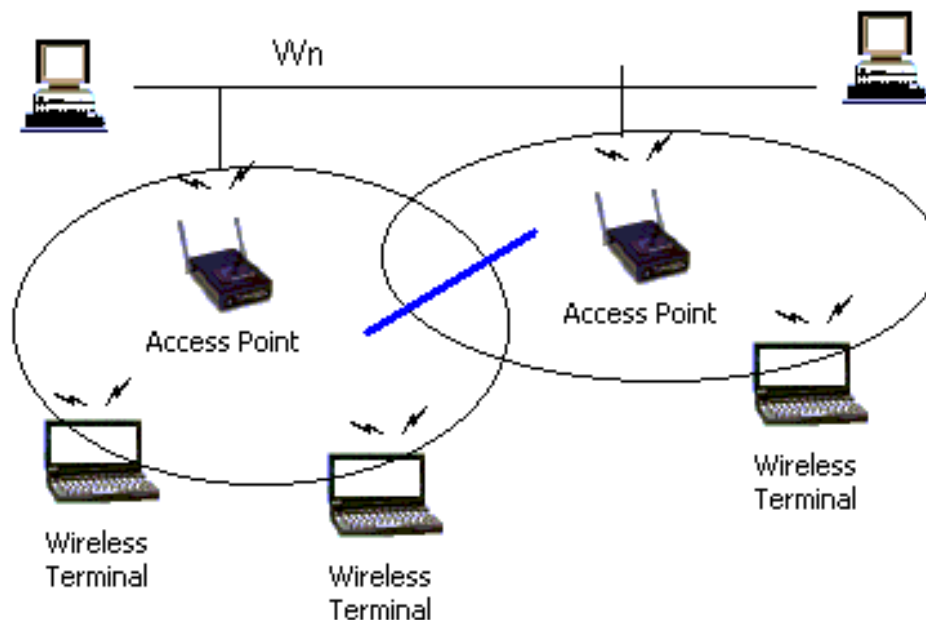 Wn
Access Point
Access Point
Wireless
Terminal
Wireless
Terminal
Wireless
Terminal